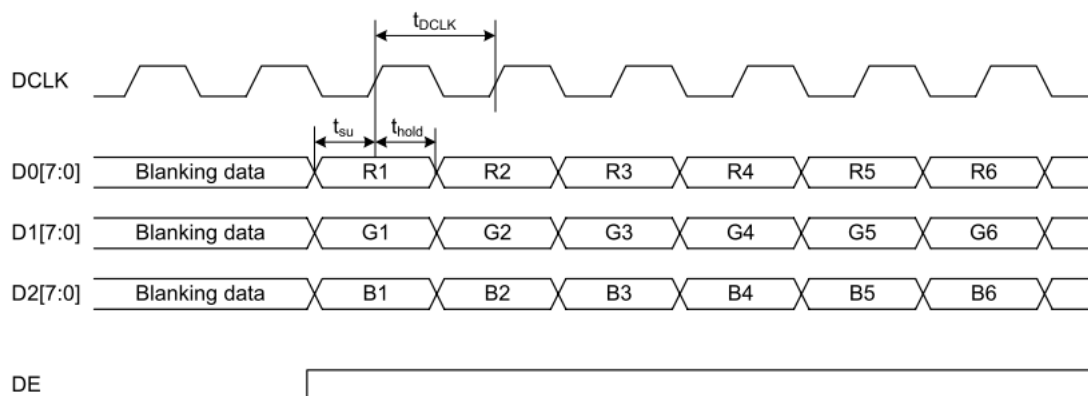 tDCLK
DCLK
tsu thold
D0[7:0] Blanking data R1 R2 R3 R4 R5 R6
D1[7:0] Blanking data G1 G2 G3 G4 G5 G6
D2[7:0] Blanking data B1 B2 B3 B4 B5 B6
DE